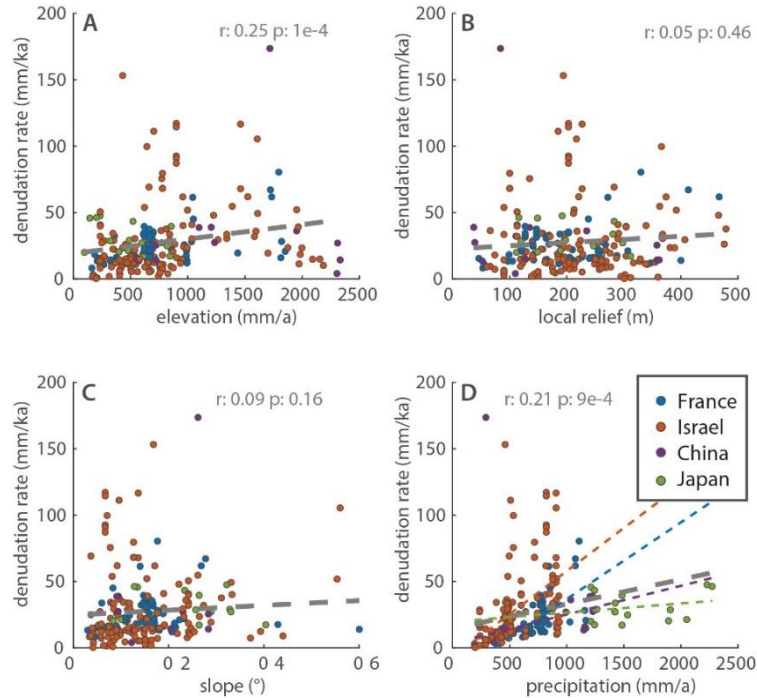 A
r: 0.25 p: 1e-4
200
150
100
50
0
denudation rate (mm/ka)
0
500
1000
1500
2000
2500
elevation (mm/a)
B
r: 0.05 p: 0.46
200
150
100
50
0
denudation rate (mm/ka)
0
100
200
300
400
500
local relief (m)
C
r: 0.09 p: 0.16
200
150
100
50
0
denudation rate (mm/ka)
0
0 2
0 4
0 6
slope (°)
D
r: 0.21 p: 9e-4
France
Israel
China
Japan
200
150
100
50
0
denudation rate (mm/ka)
0
500
1000
1500
2000
2500
precipitation (mm/a)